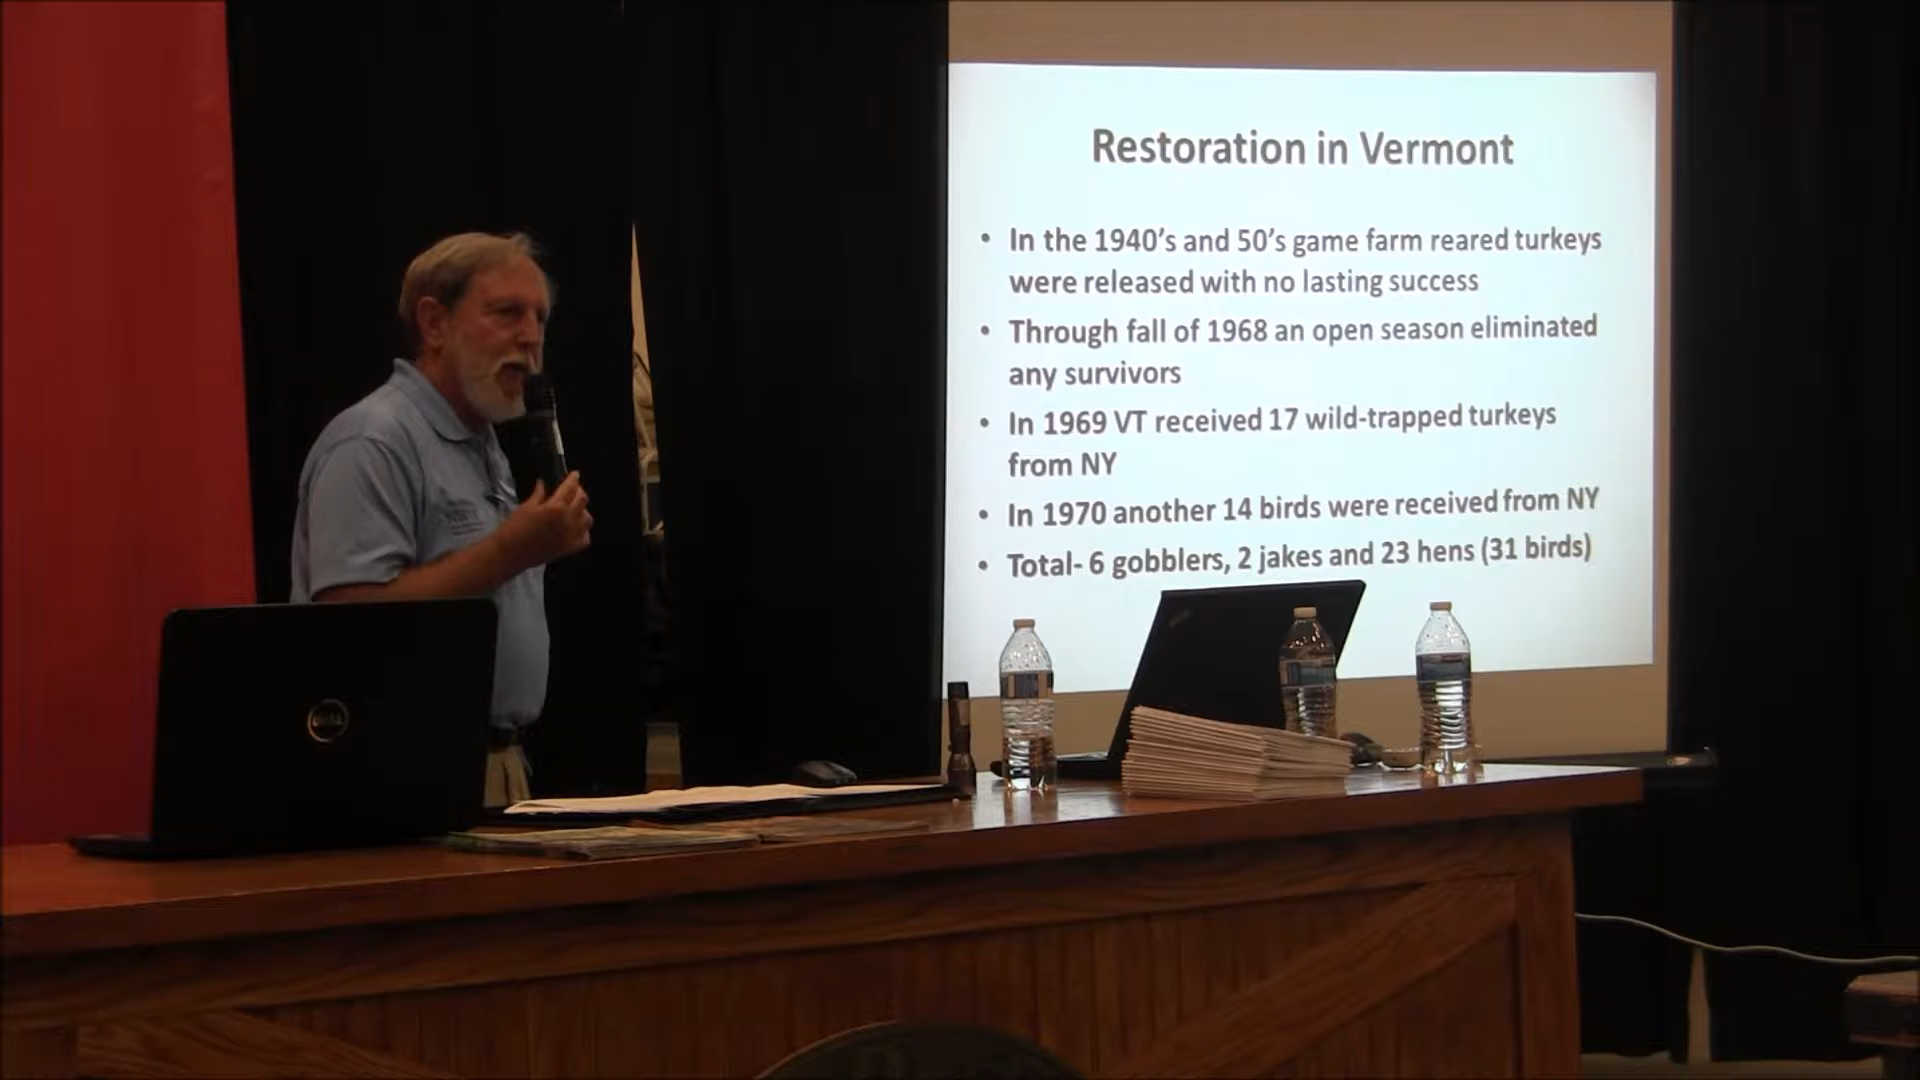 Restoration in Vermont
• In the 1940's and 50's game farm reared turkeys
were released with no lasting success
• Through fall of 1968 an open season eliminated
any survivors
• In 1969 VT received 17 wild-trapped turkeys
from NY
• In 1970 another 14 birds were received from NY
• Total- 6 gobblers, 2 jakes and 23 hens (31 birds)
DELL